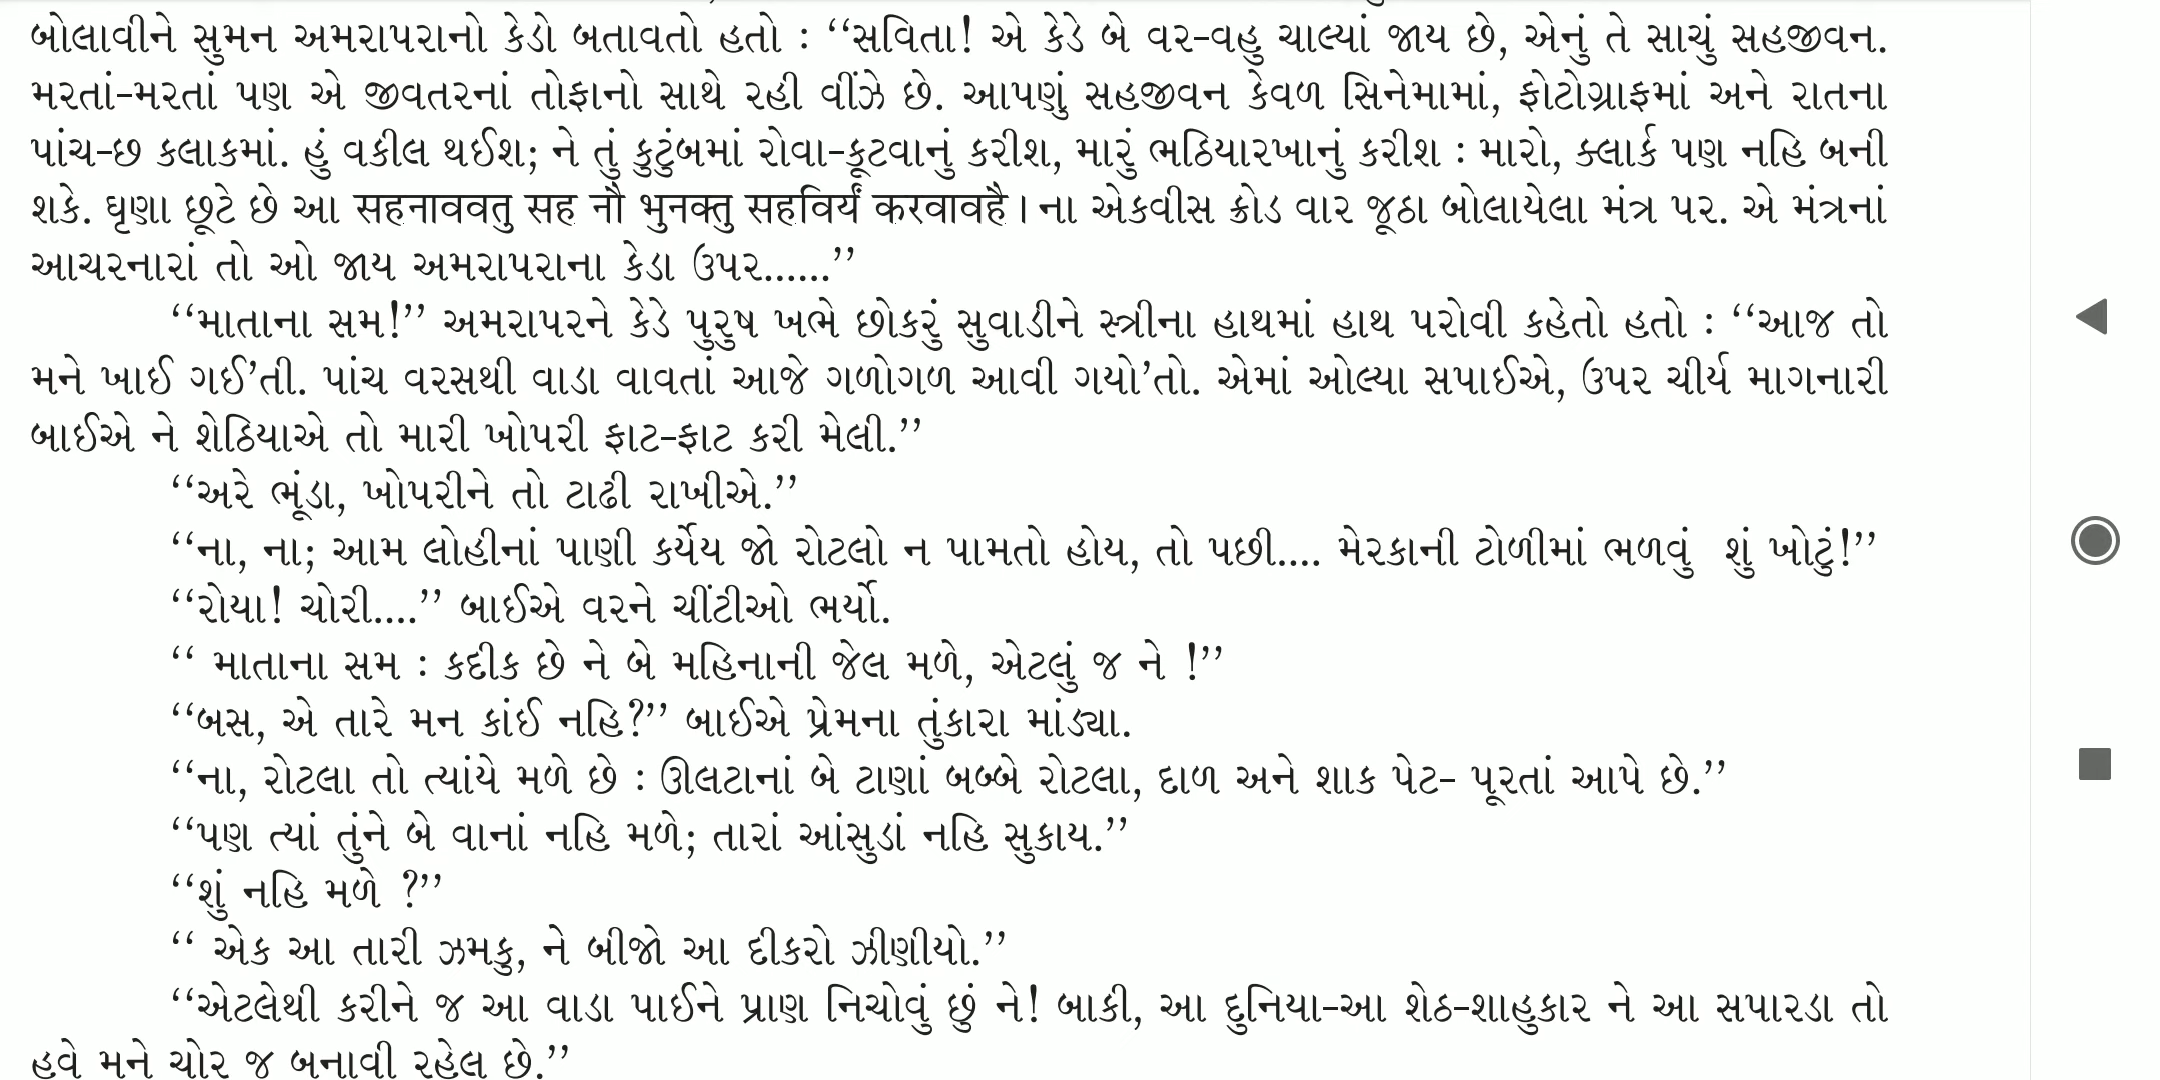 બોલાવીને સુમન અમરાપરાનો કેડો બતાવતો હતો : ‘‘સવિતા! એ કેડે બે વર-વહુ ચાલ્યાં જાય છે, એનું તે સાચું સહજીવન.
મરતાં-મરતાં પણ એ જીવતરનાં તોફાનો સાથે રહી વીંઝે છે. આપણું સહજીવન કેવળ સિનેમામાં, ફોટોગ્રાફમાં અને રાતના
પાંચ-છ કલાકમાં. હું વકીલ થઈશ; ને તું કુટુંબમાં રોવા-કૂટવાનું કરીશ, મારું ભઠિયારખાનું કરીશ : મારો, ક્લાર્ક પણ નહિ બની
શકે. ઘૃણા છૂટે છે આ सहनाववतु सह नौ भुनक्तु सहविर्यं करवावहै। ના એકવીસ ક્રોડ વાર જૂઠા બોલાયેલા મંત્ર પર. એ મંત્રનાં
આચરનારાં તો ઓ જાય અમરાપરાના કેડા ઉપર......’’
‘‘માતાના સમ!’’ અમરાપરને કેડે પુરુષ ખભે છોકરું સુવાડીને સ્ત્રીના હાથમાં હાથ પરોવી કહેતો હતો : ‘‘આજ તો
મને ખાઈ ગઈ’તી. પાંચ વરસથી વાડા વાવતાં આજે ગળોગળ આવી ગયો’તો. એમાં ઓલ્યા સપાઈએ, ઉપર ચીર્ય માગનારી
બાઈએ ને શેઠિયાએ તો મારી ખોપરી ફાટ-ફાટ કરી મેલી.’’
‘‘અરે ભૂંડા, ખોપરીને તો ટાઢી રાખીએ.’’
‘‘ના, ના; આમ લોહીનાં પાણી કર્યેય જો રોટલો ન પામતો હોય, તો પછી.... મેરકાની ટોળીમાં ભળવું  શું ખોટું!’’
‘‘રોયા! ચોરી....’’ બાઈએ વરને ચીંટીઓ ભર્યો.
‘‘ માતાના સમ : કદીક છે ને બે મહિનાની જેલ મળે, એટલું જ ને !’’
‘‘બસ, એ તારે મન કાંઈ નહિ?’’ બાઈએ પ્રેમના તુંકારા માંડ્યા.
‘‘ના, રોટલા તો ત્યાંયે મળે છે : ઊલટાનાં બે ટાણાં બબ્બે રોટલા, દાળ અને શાક પેટ- પૂરતાં આપે છે.’’
‘‘પણ ત્યાં તુંને બે વાનાં નહિ મળે; તારાં આંસુડાં નહિ સુકાય.’’
‘‘શું નહિ મળે ?’’
‘‘ એક આ તારી ઝમકુ, ને બીજો આ દીકરો ઝીણીયો.’’
‘‘એટલેથી કરીને જ આ વાડા પાઈને પ્રાણ નિચોવું છું ને! બાકી, આ દુનિયા-આ શેઠ-શાહુકાર ને આ સપારડા તો
હવે મને ચોર જ બનાવી રહેલ છે.’’